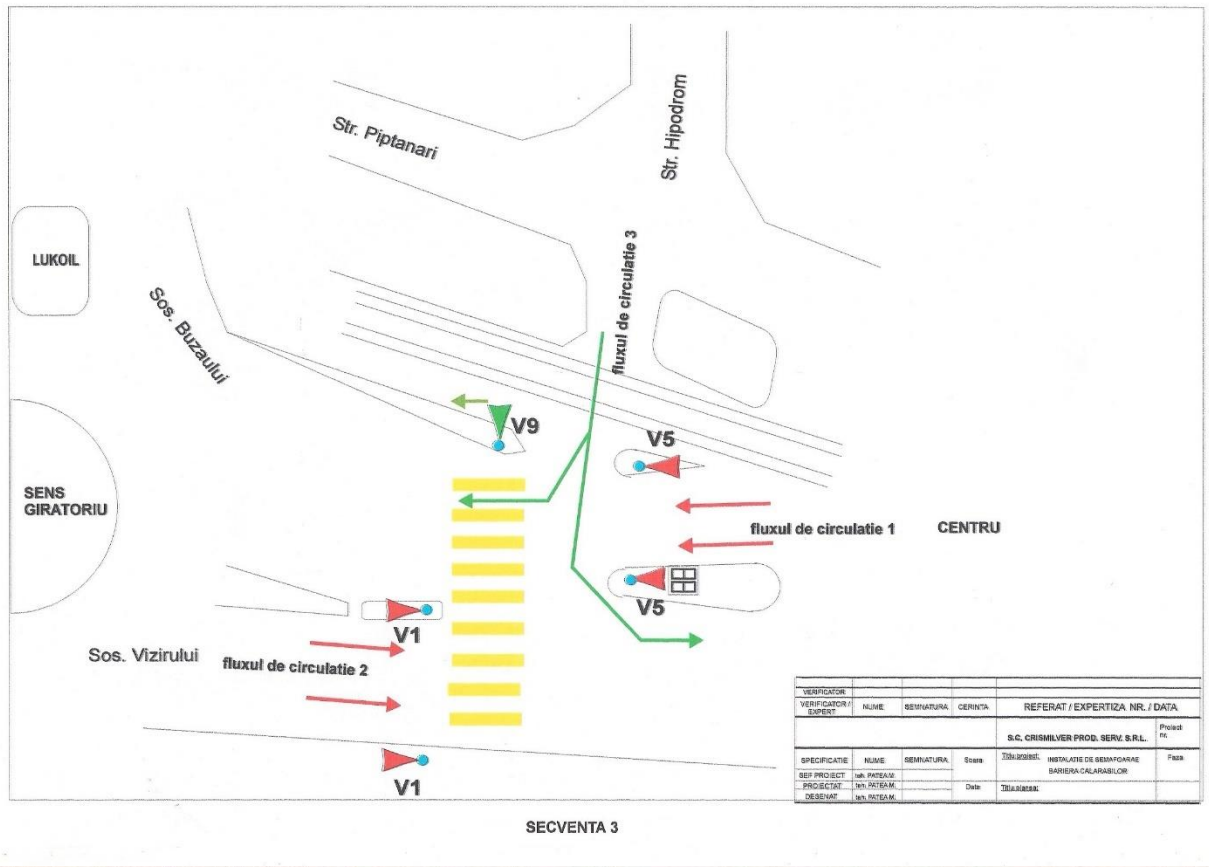 Str. Piptanari
Str. Hipodrom
LUKOIL
Sos. Buzaului
fluxul de circulatie 3
V9
V5
SENS
GIRATORIU
fluxul de circulatie 1
CENTRU
V5
V1
Sos. Vizirului
fluxul de circulatie 2
V1
VERIFICATOR
VERIFICATOR /
EXPERT
NUME
SEMNATURA
CERINTA
REFERAT / EXPERTIZA NR. / DATA
S.C. CRISMILVER PROD. SERV. S.R.L.
Proiect
nr.
SPECIFICATIE
NUME
SEMNATURA
Scara
Titlu proiect:
INSTALATIE DE SEMAFOARAE
BARIERA CALARASILOR
Faza
SEF PROIECT
teh. PATEA M.
PROIECTAT
teh. PATEA M.
Data
Titlu plansa:
DESENAT
teh. PATEA M.
SECVENTA 3